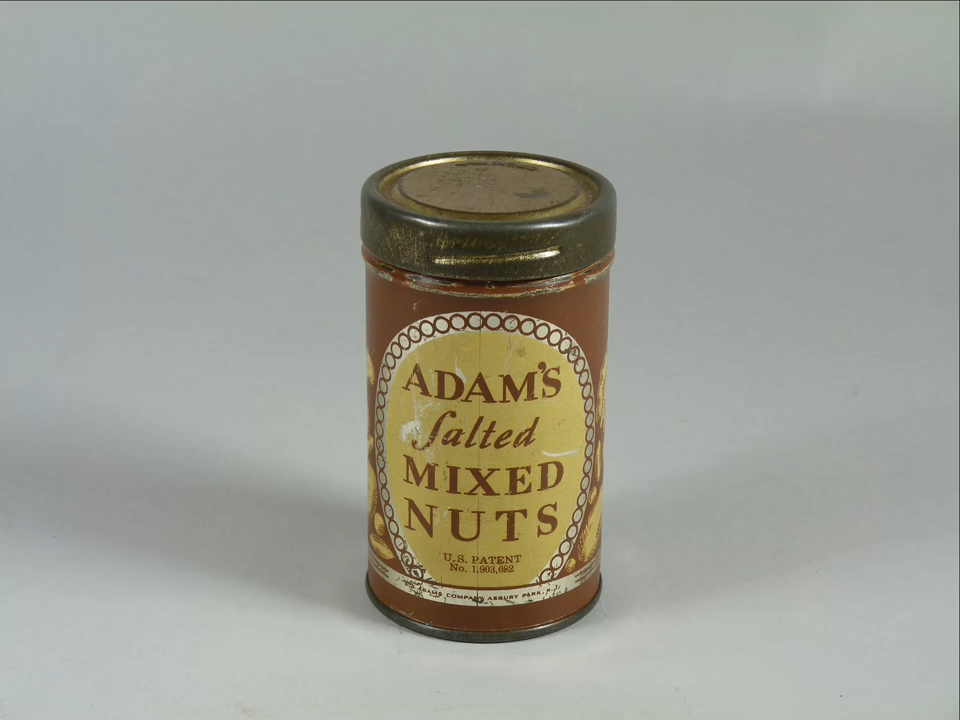 ADAM'S
Salted
MIXED
NUTS
U.S. PATENT
No. 1,903,082
ADAMS COMPANY, ASBURY PARK, N.J.